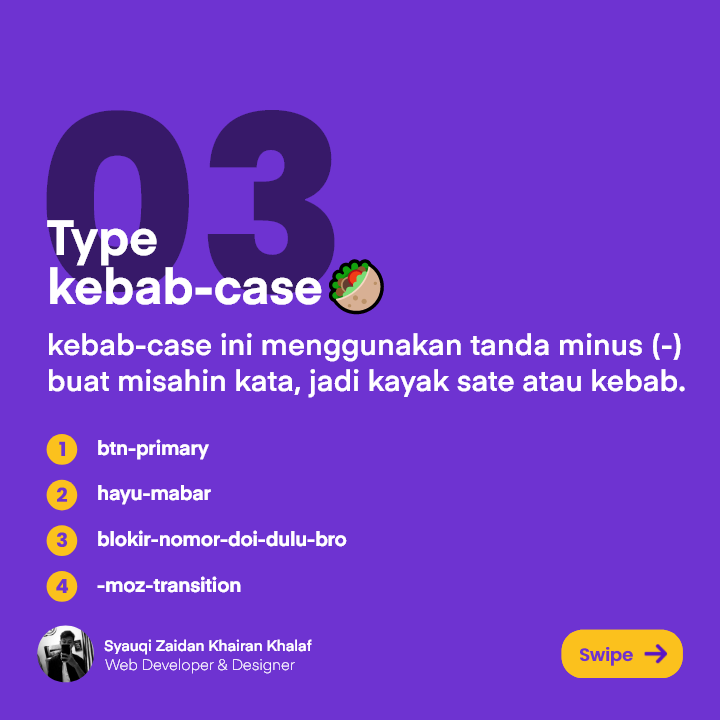 03
Type
kebab-case
kebab-case ini menggunakan tanda minus (-)
buat misahin kata, jadi kayak sate atau kebab.
1 btn-primary
2 hayu-mabar
3 blokir-nomor-doi-dulu-bro
4 -moz-transition
Syauqi Zaidan Khairan Khalaf
Web Developer & Designer
Swipe →